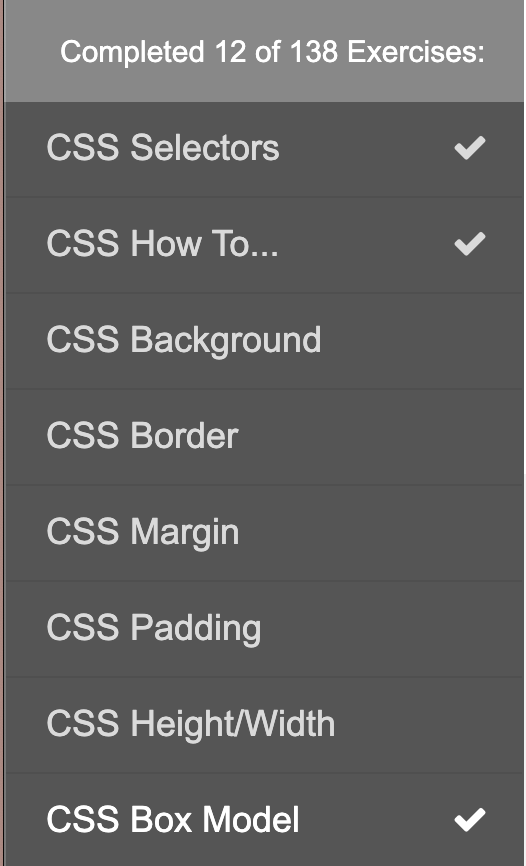 Completed 12 of 138 Exercises:
CSS Selectors
CSS How To...
CSS Background
CSS Border
CSS Margin
CSS Padding
CSS Height/Width
CSS Box Model